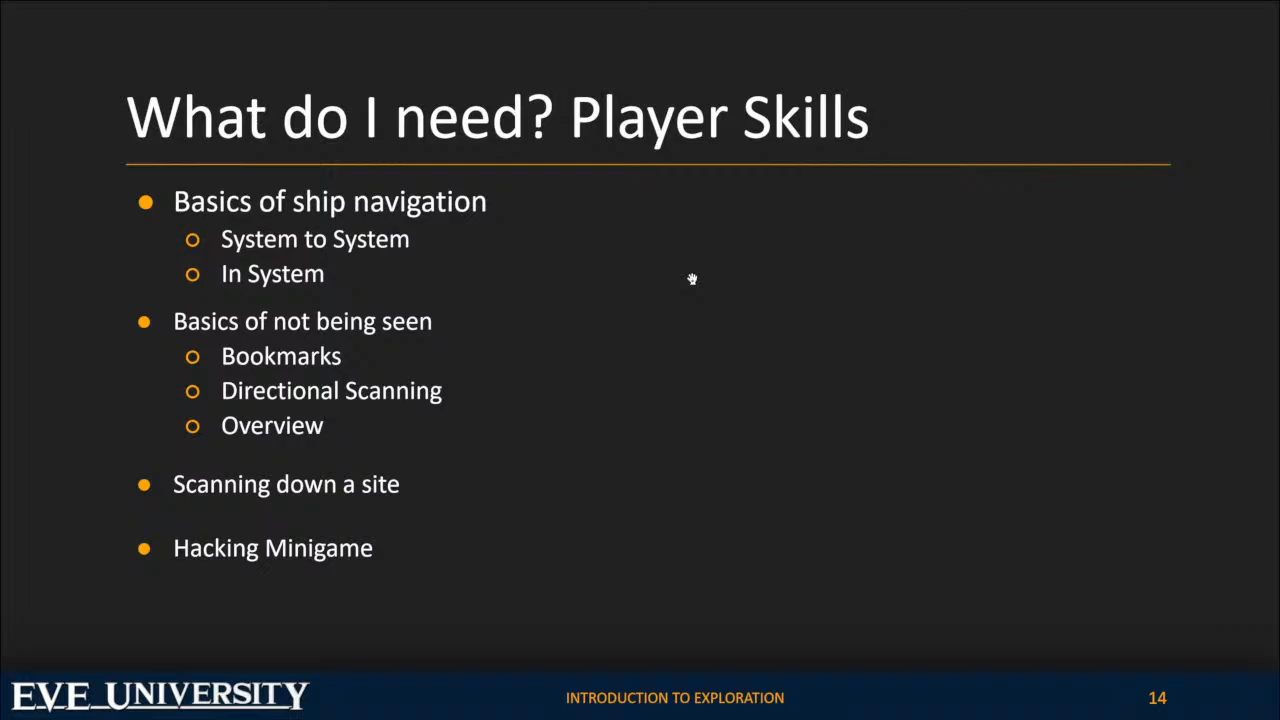 What do I need? Player Skills
Basics of ship navigation
System to System
In System
Basics of not being seen
Bookmarks
Directional Scanning
Overview
Scanning down a site
Hacking Minigame
EVE UNIVERSITY
INTRODUCTION TO EXPLORATION
14